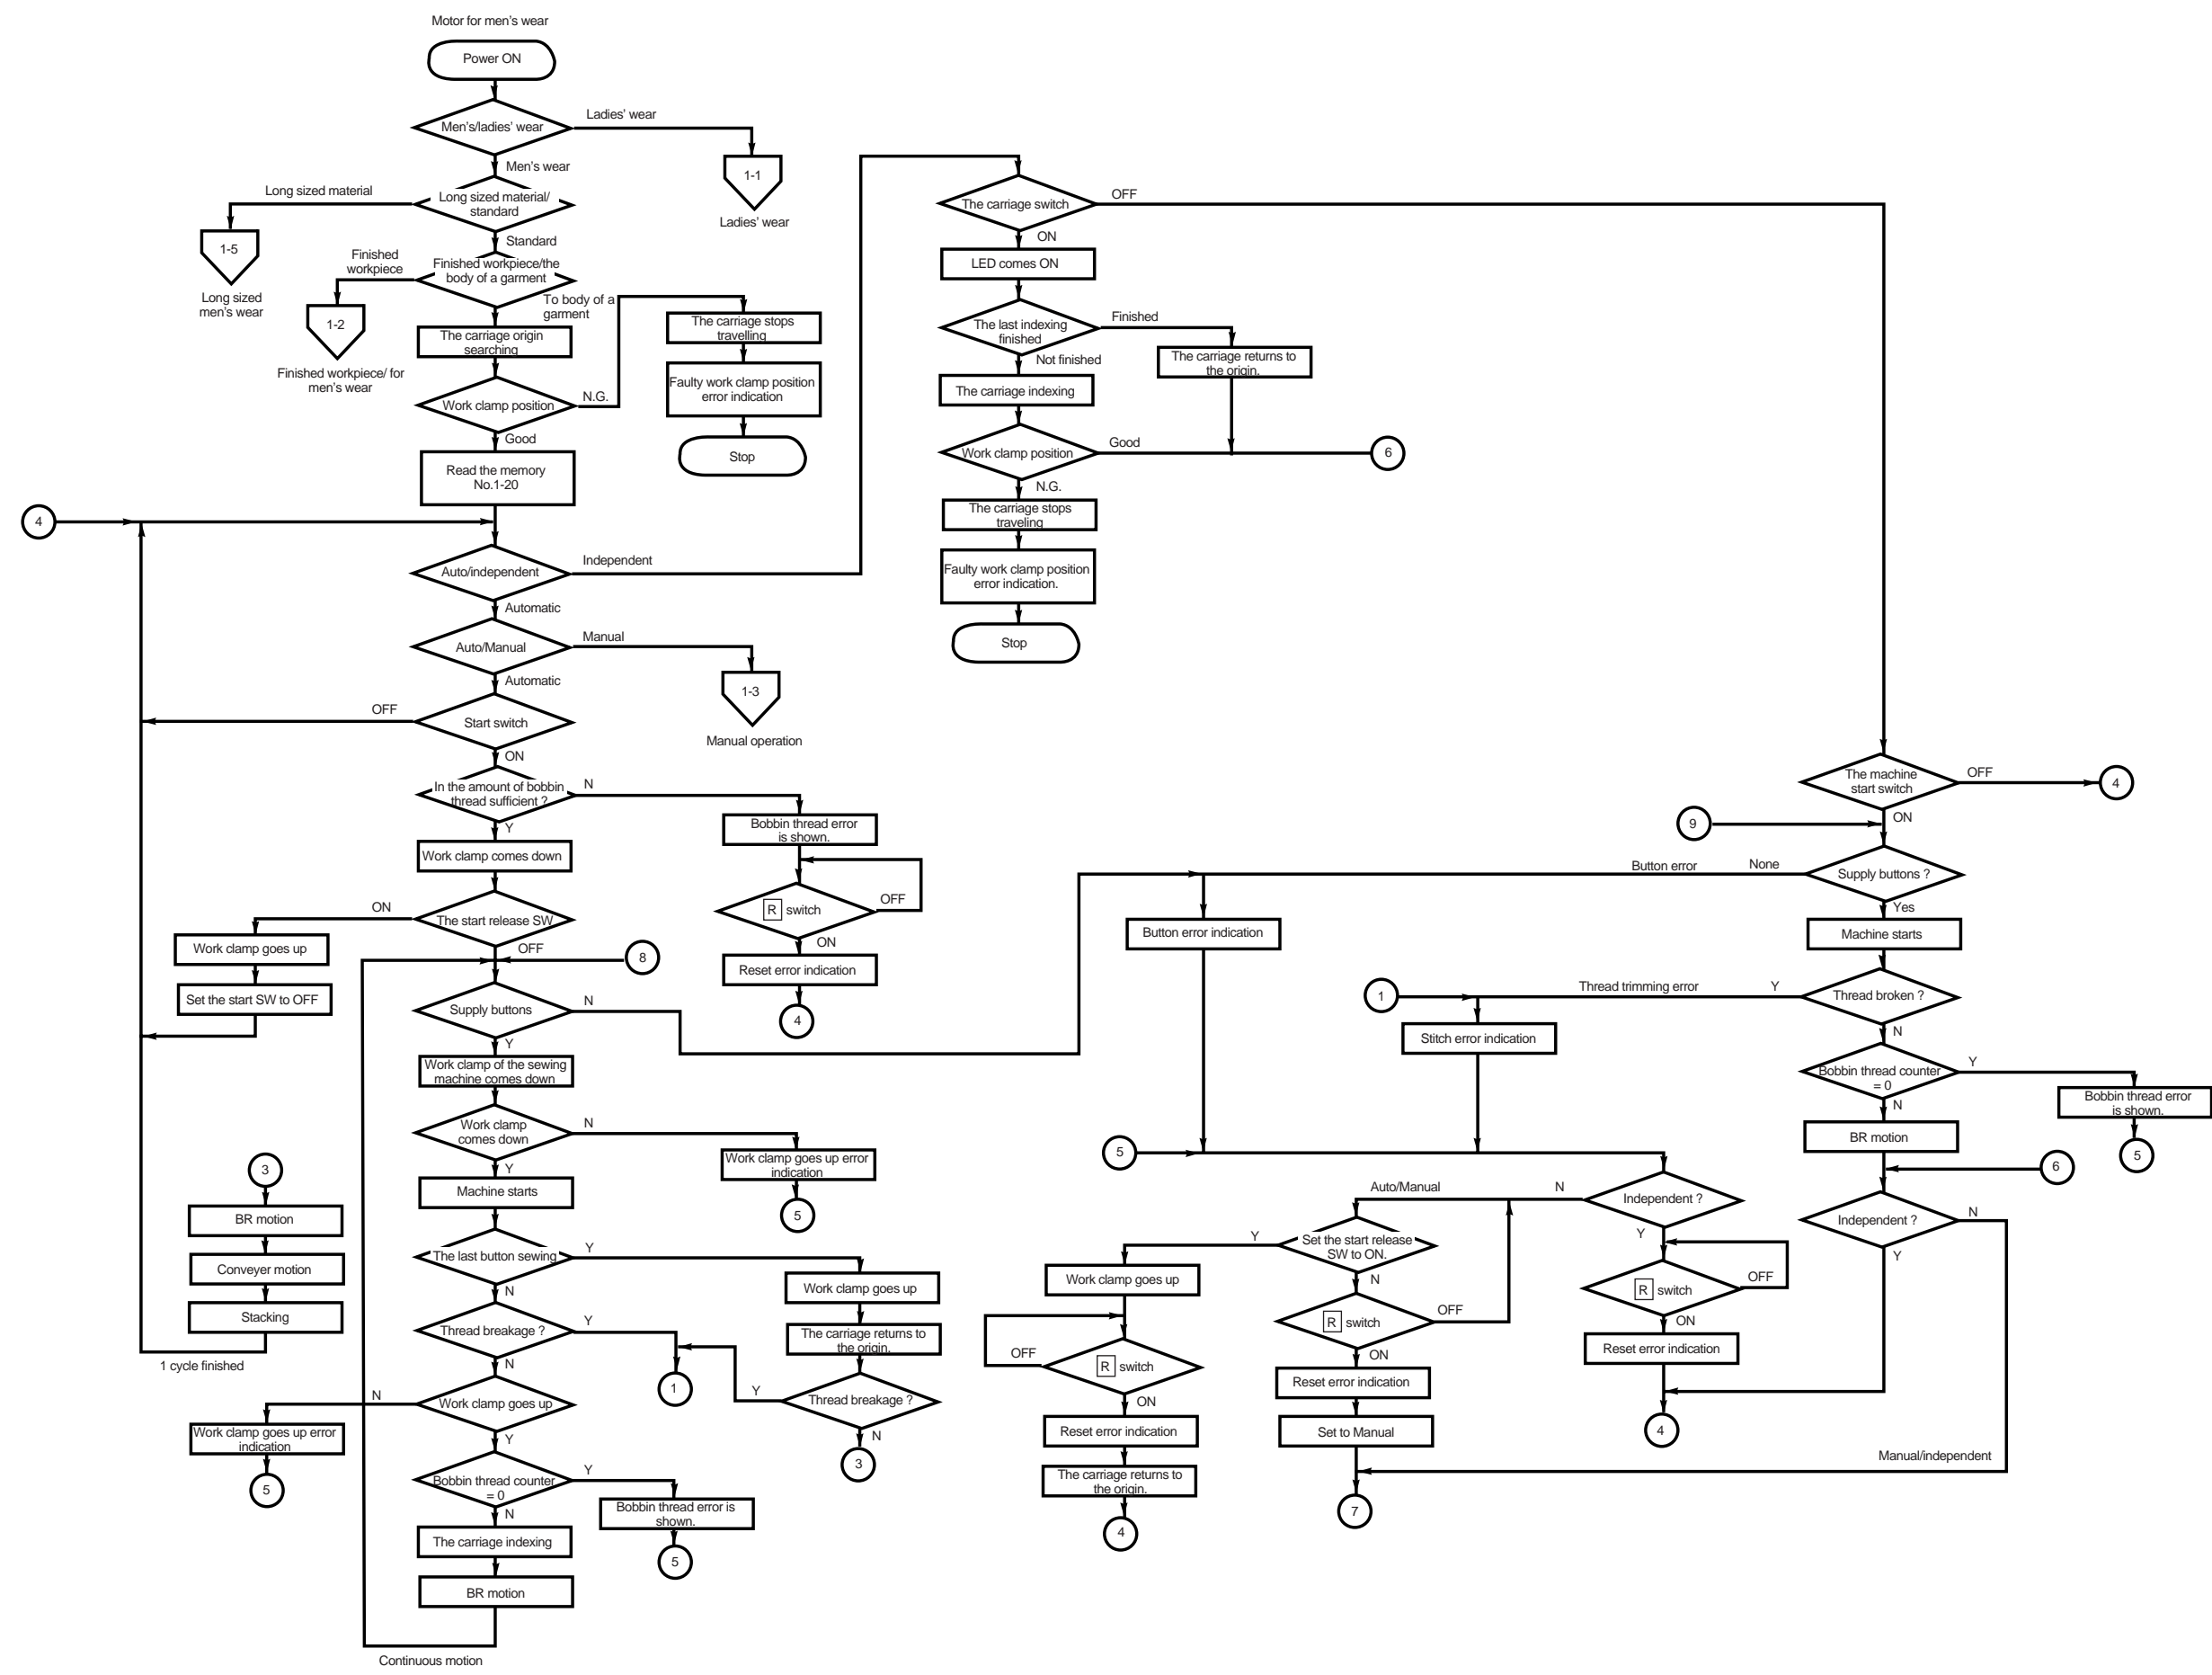 Motor for men's wear
Power ON
Men's/ladies' wear
Ladies' wear
1-1
Ladies' wear
Men's wear
Long sized material
Long sized material/
standard
1-5
Long sized
men's wear
Standard
Finished
workpiece
Finished workpiece/the
body of a garment
1-2
Finished workpiece/ for
men's wear
To body of a
garment
The carriage origin
searching
Work clamp position
N.G.
The carriage stops
travelling
Faulty work clamp position
error indication
Stop
Good
Read the memory
No.1-20
4
Auto/independent
Independent
Automatic
Auto/Manual
Manual
1-3
Manual operation
Automatic
OFF
Start switch
ON
In the amount of bobbin
thread sufficient ?
N
Bobbin thread error
is shown.
R switch
OFF
ON
Reset error indication
4
Y
Work clamp comes down
ON
The start release SW
Work clamp goes up
Set the start SW to OFF
OFF
8
Supply buttons
N
Y
Work clamp of the sewing
machine comes down
Work clamp
comes down
N
Work clamp goes up error
indication
5
Y
Machine starts
3
BR motion
Conveyer motion
Stacking
1 cycle finished
The last button sewing
Y
Work clamp goes up
The carriage returns to
the origin.
Thread breakage ?
Y
N
3
N
Thread breakage ?
Y
1
N
N
Work clamp goes up
Work clamp goes up error
indication
5
Y
Bobbin thread counter
= 0
Y
Bobbin thread error is
shown.
5
N
The carriage indexing
BR motion
Continuous motion
The carriage switch
OFF
ON
LED comes ON
The last indexing
finished
Finished
The carriage returns to
the origin.
Not finished
The carriage indexing
Work clamp position
Good
6
N.G.
The carriage stops
traveling
Faulty work clamp position
error indication.
Stop
The machine
start switch
OFF
4
9
ON
Button error
None
Supply buttons ?
Button error indication
Yes
Machine starts
1
Thread trimming error
Y
Thread broken ?
Stitch error indication
N
Bobbin thread counter
= 0
Y
Bobbin thread error
is shown.
5
N
BR motion
6
5
Independent ?
N
Y
Manual/independent
Independent ?
N
Auto/Manual
Y
R switch
OFF
ON
Reset error indication
4
Set the start release
SW to ON.
Y
N
R switch
OFF
ON
Reset error indication
Set to Manual
7
Work clamp goes up
R switch
OFF
ON
Reset error indication
The carriage returns to
the origin.
4